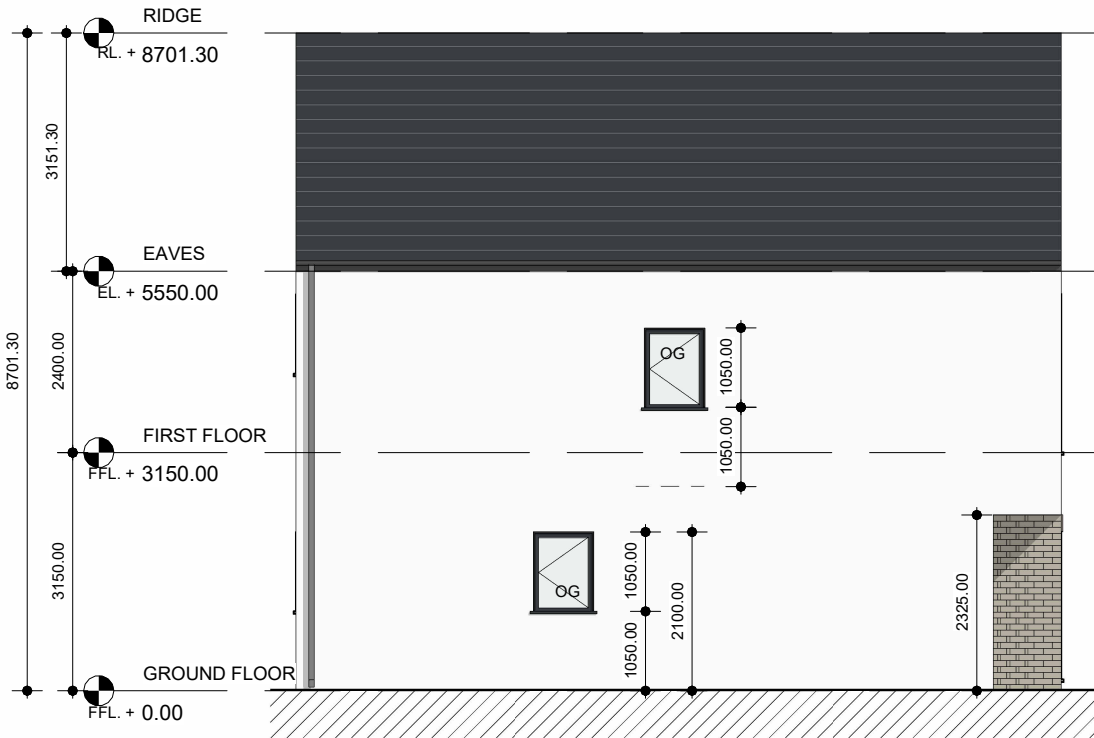 RIDGE
RL. + 8701.30
3151.30
EAVES
EL. + 5550.00
8701.30
2400.00
OG
1050.00
FIRST FLOOR
1050.00
FFL. + 3150.00
3150.00
OG
1050.00
2100.00
2325.00
1050.00
GROUND FLOOR
FFL. + 0.00